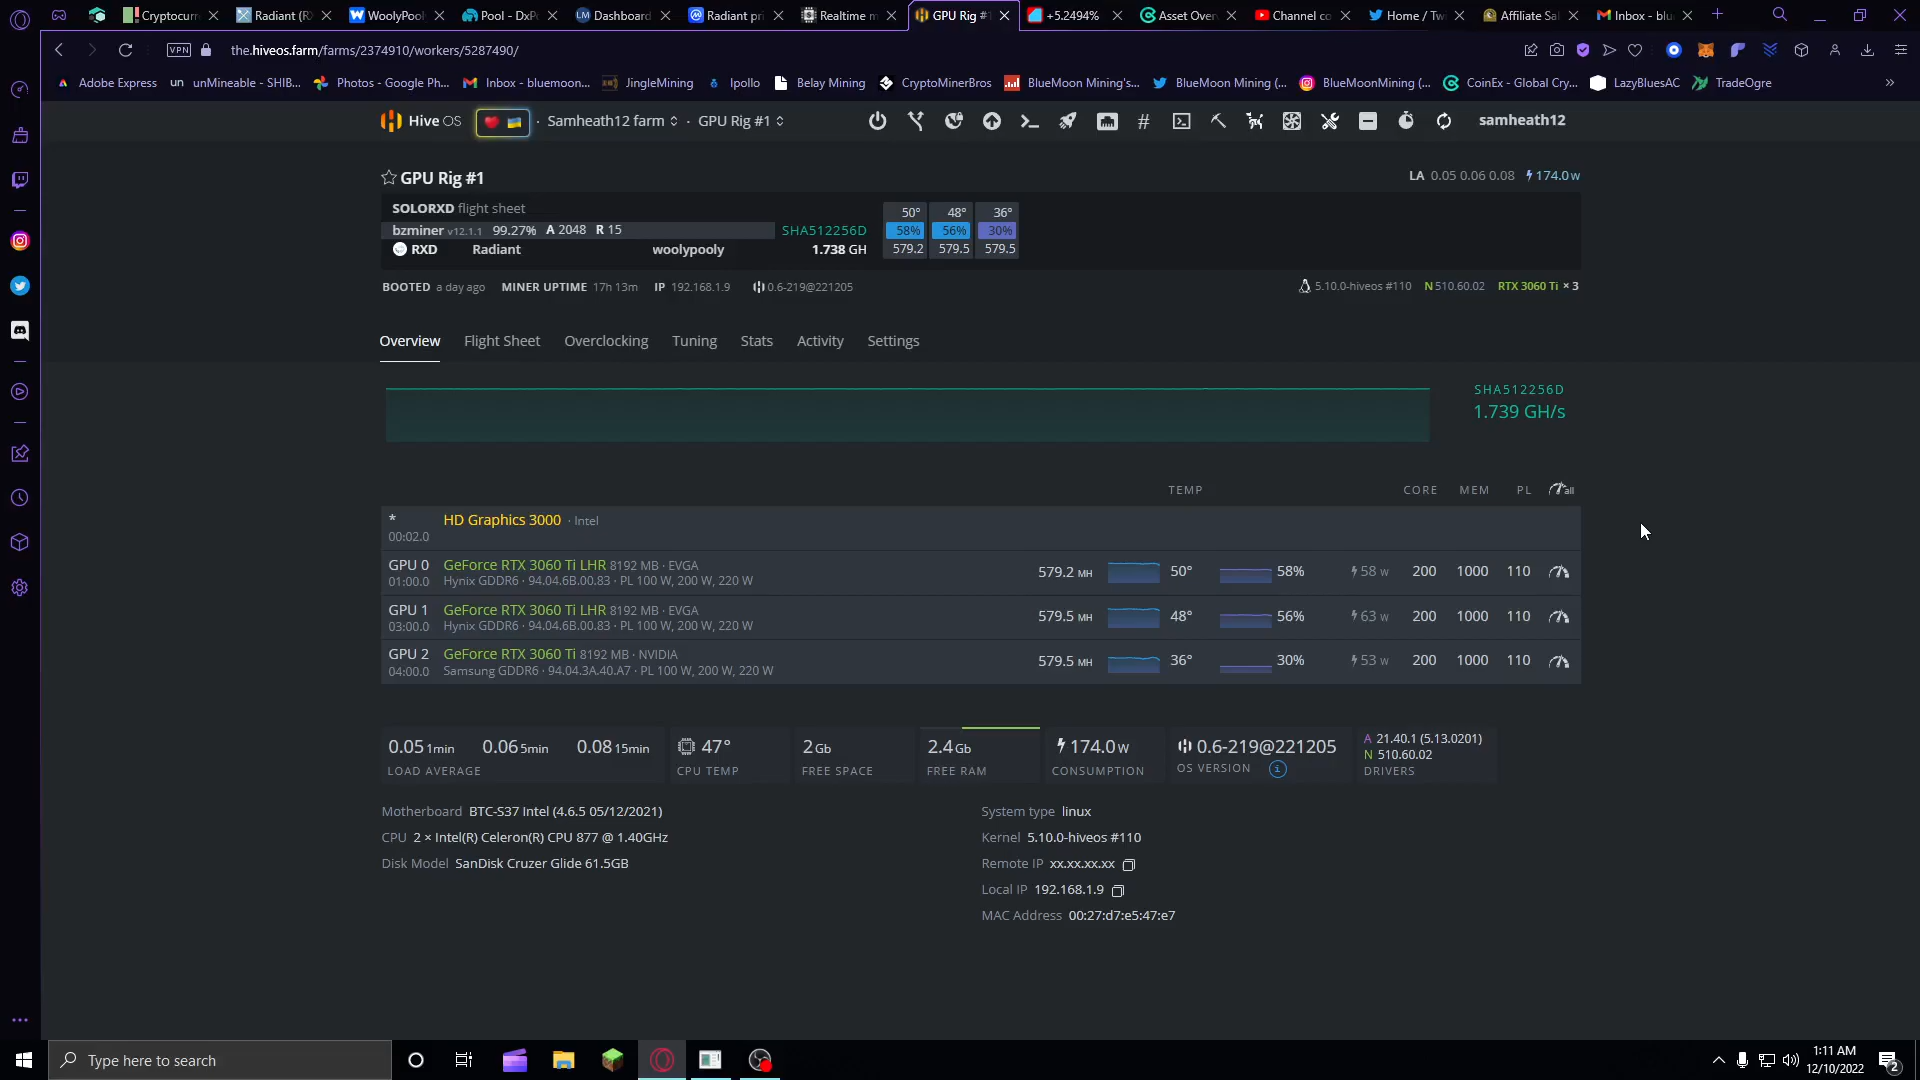 Cryptocurr
Radiant (R
WoolyPoo
Pool - DxP
Dashboard
Radiant pri
Realtime m
GPU Rig #1
+5.2494%
Asset Over
Channel co
Home / Tw
Affiliate Sal
Inbox - blu
VPN
the.hiveos.farm/farms/2374910/workers/5287490/
Adobe Express
un unMineable - SHIB...
Photos - Google Ph...
Inbox - bluemoon...
JingleMining
Ipollo
Belay Mining
CryptoMinerBros
BlueMoon Mining's...
BlueMoon Mining (...
BlueMoonMining (...
CoinEx - Global Cry...
LazyBluesAC
TradeOgre
»
Hive OS · Samheath12 farm · GPU Rig #1
samheath12
GPU Rig #1
LA 0.05 0.06 0.08 174.0 W
SOLORXD flight sheet
50° 48° 36°
bzminer v12.1.1 99.27% A 2048 R 15 SHA512256D
58% 56% 30%
RXD Radiant woolypooly 1.738 GH
579.2 579.5 579.5
BOOTED a day ago MINER UPTIME 17h 13m IP 192.168.1.9 0.6-219@221205
5.10.0-hiveos #110 N 510.60.02 RTX 3060 Ti × 3
Overview Flight Sheet Overclocking Tuning Stats Activity Settings
SHA512256D
1.739 GH/s
TEMP CORE MEM PL all
* HD Graphics 3000 · Intel
00:02.0
GPU 0 GeForce RTX 3060 Ti LHR 8192 MB · EVGA
01:00.0 Hynix GDDR6 · 94.04.6B.00.83 · PL 100 W, 200 W, 220 W
579.2 MH 50° 58% 58 W 200 1000 110
GPU 1 GeForce RTX 3060 Ti LHR 8192 MB · EVGA
03:00.0 Hynix GDDR6 · 94.04.6B.00.83 · PL 100 W, 200 W, 220 W
579.5 MH 48° 56% 63 W 200 1000 110
GPU 2 GeForce RTX 3060 Ti 8192 MB · NVIDIA
04:00.0 Samsung GDDR6 · 94.04.3A.40.A7 · PL 100 W, 200 W, 220 W
579.5 MH 36° 30% 53 W 200 1000 110
0.05 1min 0.06 5min 0.08 15min
LOAD AVERAGE
47°
CPU TEMP
2 Gb
FREE SPACE
2.4 Gb
FREE RAM
174.0 W
CONSUMPTION
0.6-219@221205
OS VERSION i
A 21.40.1 (5.13.0201)
N 510.60.02
DRIVERS
Motherboard BTC-S37 Intel (4.6.5 05/12/2021)
CPU 2 × Intel(R) Celeron(R) CPU 877 @ 1.40GHz
Disk Model SanDisk Cruzer Glide 61.5GB
System type linux
Kernel 5.10.0-hiveos #110
Remote IP xx.xx.xx.xx
Local IP 192.168.1.9
MAC Address 00:27:d7:e5:47:e7
Type here to search
1:11 AM
12/10/2022
2